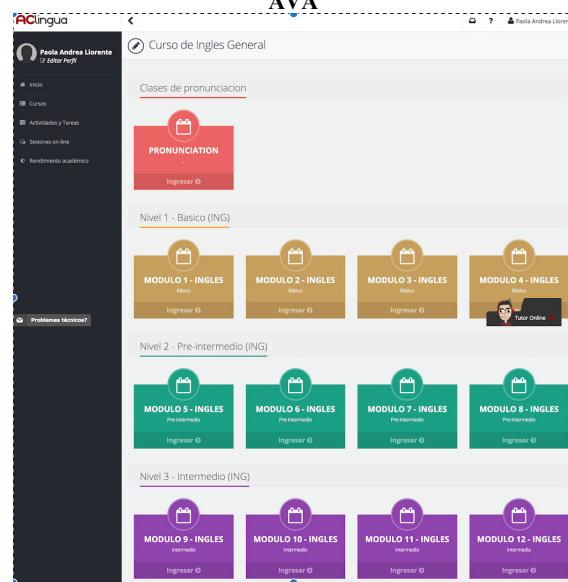 AVA
AClingua
? Paola Andrea Llorente
Paola Andrea Llorente
Editar Perfil
Curso de Ingles General
Inicio
Cursos
Actividades y Tareas
Sesiones on-line
Rendimiento académico
Problemas técnicos?
Clases de pronunciacion
PRONUNCIATION
--
Ingresar
Nivel 1 - Basico (ING)
MODULO 1 - INGLES MODULO 2 - INGLES MODULO 3 - INGLES MODULO 4 - INGLES
Básico Básico Básico Básico
Ingresar Ingresar Ingresar
Tutor Online
Nivel 2 - Pre-intermedio (ING)
MODULO 5 - INGLES MODULO 6 - INGLES MODULO 7 - INGLES MODULO 8 - INGLES
Pre intermedio Pre intermedio Pre intermedio Pre intermedio
Ingresar Ingresar Ingresar Ingresar
Nivel 3 - Intermedio (ING)
MODULO 9 - INGLES MODULO 10 - INGLES MODULO 11 - INGLES MODULO 12 - INGLES
Intermedio Intermedio Intermedio Intermedio
Ingresar Ingresar Ingresar Ingresar